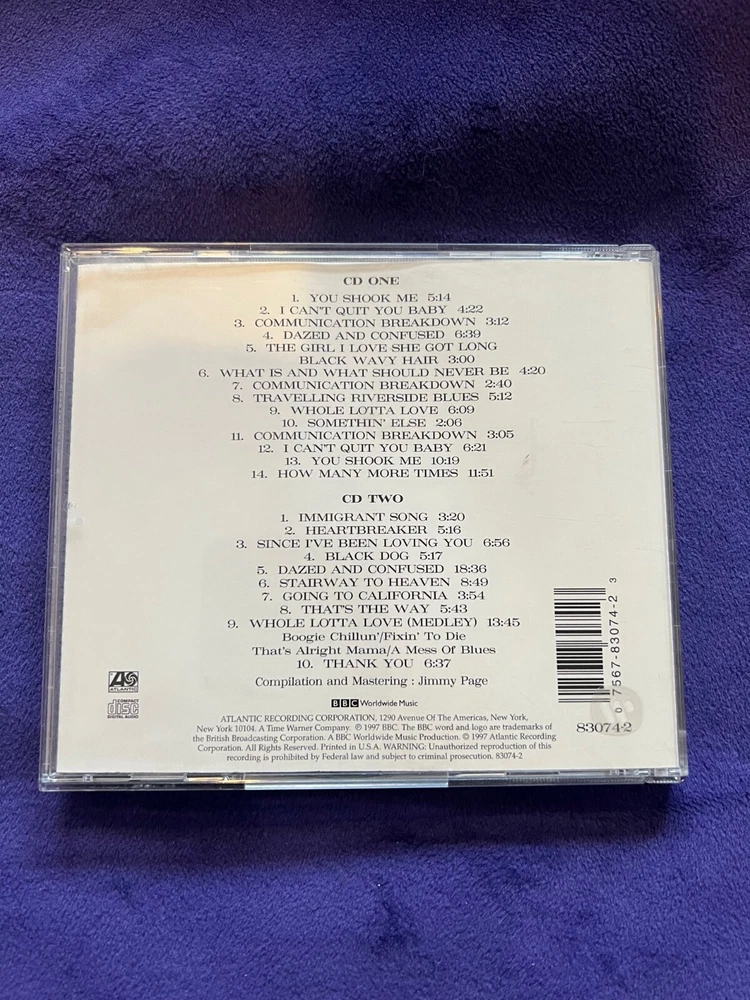 CD ONE
1. YOU SHOOK ME 5:14
2. I CAN'T QUIT YOU BABY 4:22
3. COMMUNICATION BREAKDOWN 3:12
4. DAZED AND CONFUSED 6:39
5. THE GIRL I LOVE SHE GOT LONG
BLACK WAVY HAIR 3:00
6. WHAT IS AND WHAT SHOULD NEVER BE 4:20
7. COMMUNICATION BREAKDOWN 2:40
8. TRAVELLING RIVERSIDE BLUES 5:12
9. WHOLE LOTTA LOVE 6:09
10. SOMETHIN' ELSE 2:06
11. COMMUNICATION BREAKDOWN 3:05
12. I CAN'T QUIT YOU BABY 6:21
13. YOU SHOOK ME 10:19
14. HOW MANY MORE TIMES 11:51
CD TWO
1. IMMIGRANT SONG 3:20
2. HEARTBREAKER 5:16
3. SINCE I'VE BEEN LOVING YOU 6:56
4. BLACK DOG 5:17
5. DAZED AND CONFUSED 18:36
6. STAIRWAY TO HEAVEN 8:49
7. GOING TO CALIFORNIA 3:54
8. THAT'S THE WAY 5:43
9. WHOLE LOTTA LOVE (MEDLEY) 13:45
Boogie Chillun'/Fixin' To Die
That's Alright Mama/A Mess Of Blues
10. THANK YOU 6:37
Compilation and Mastering : Jimmy Page
ATLANTIC
COMPACT
disc
DIGITAL AUDIO
BBC Worldwide Music
ATLANTIC RECORDING CORPORATION, 1290 Avenue Of The Americas, New York,
New York 10104. A Time Warner Company. ℗ 1997 BBC. The BBC word and logo are trademarks of
the British Broadcasting Corporation. A BBC Worldwide Music Production. © 1997 Atlantic Recording
Corporation. All Rights Reserved. Printed in U.S.A. WARNING: Unauthorized reproduction of this
recording is prohibited by Federal law and subject to criminal prosecution. 83074-2
0 7567-83074-2 3
83074-2